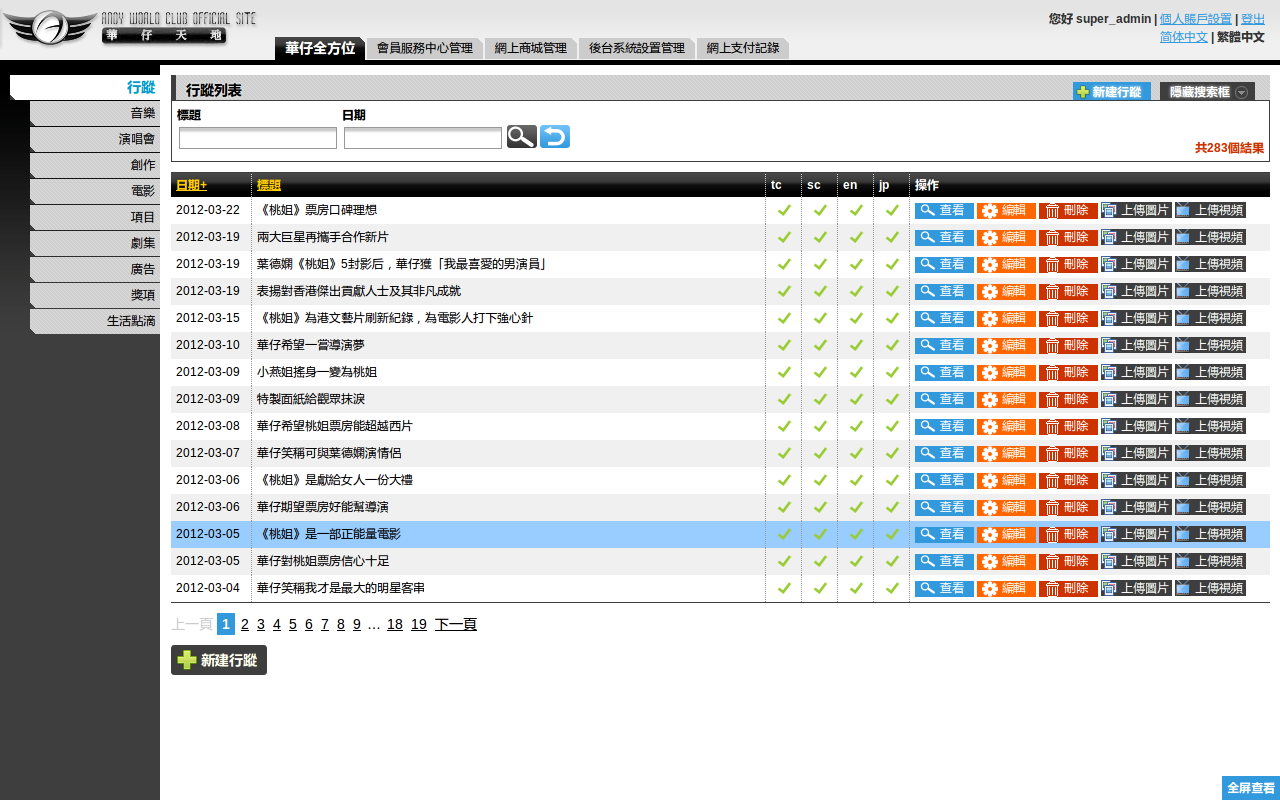 ANDY WORLD CLUB OFFICIAL SITE
華仔天地
您好 super_admin | 個人賬戶設置 | 登出
简体中文 | 繁體中文
華仔全方位 會員服務中心管理 網上商城管理 後台系統設置管理 網上支付記錄
行蹤
音樂
演唱會
創作
電影
項目
劇集
廣告
獎項
生活點滴
行蹤列表 新建行蹤 隱藏搜索框
標題 日期
共283個結果
日期+ 標題 tc sc en jp 操作
2012-03-22 《桃姐》票房口碑理想 查看 編輯 刪除 上傳圖片 上傳視頻
2012-03-19 兩大巨星再攜手合作新片 查看 編輯 刪除 上傳圖片 上傳視頻
2012-03-19 葉德嫻《桃姐》5封影后，華仔獲「我最喜愛的男演員」 查看 編輯 刪除 上傳圖片 上傳視頻
2012-03-19 表揚對香港傑出貢獻人士及其非凡成就 查看 編輯 刪除 上傳圖片 上傳視頻
2012-03-15 《桃姐》為港文藝片刷新紀錄，為電影人打下強心針 查看 編輯 刪除 上傳圖片 上傳視頻
2012-03-10 華仔希望一嘗導演夢 查看 編輯 刪除 上傳圖片 上傳視頻
2012-03-09 小燕姐搖身一變為桃姐 查看 編輯 刪除 上傳圖片 上傳視頻
2012-03-09 特製面紙給觀眾抹淚 查看 編輯 刪除 上傳圖片 上傳視頻
2012-03-08 華仔希望桃姐票房能超越西片 查看 編輯 刪除 上傳圖片 上傳視頻
2012-03-07 華仔笑稱可與葉德嫻演情侶 查看 編輯 刪除 上傳圖片 上傳視頻
2012-03-06 《桃姐》是獻給女人一份大禮 查看 編輯 刪除 上傳圖片 上傳視頻
2012-03-06 華仔期望票房好能幫導演 查看 編輯 刪除 上傳圖片 上傳視頻
2012-03-05 《桃姐》是一部正能量電影 查看 編輯 刪除 上傳圖片 上傳視頻
2012-03-05 華仔對桃姐票房信心十足 查看 編輯 刪除 上傳圖片 上傳視頻
2012-03-04 華仔笑稱我才是最大的明星客串 查看 編輯 刪除 上傳圖片 上傳視頻
上一頁 1 2 3 4 5 6 7 8 9 … 18 19 下一頁
新建行蹤
全屏查看